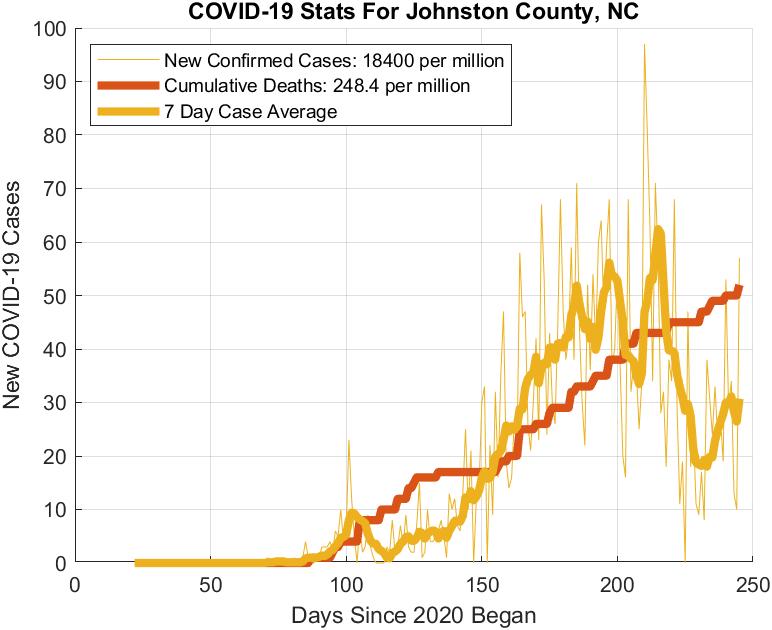 COVID-19 Stats For Johnston County, NC
New Confirmed Cases: 18400 per million
Cumulative Deaths: 248.4 per million
7 Day Case Average
New COVID-19 Cases
100
90
80
70
60
50
40
30
20
10
0
0 50 100 150 200 250
Days Since 2020 Began